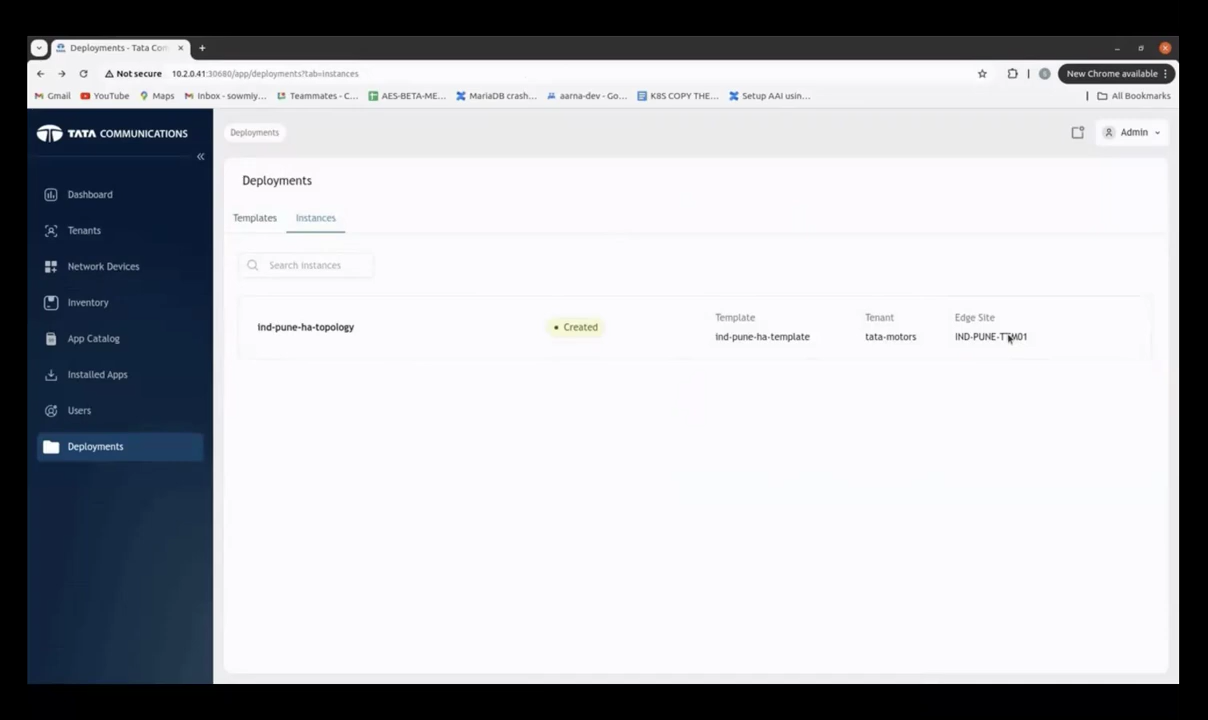 Deployments - Tata Com
Not secure 10.2.0.41:30680/app/deployments?tab=instances
New Chrome available
Gmail YouTube Maps Inbox - sowmiy... Teammates - C... AES-BETA-ME... MariaDB crash... aarna-dev - Go... K8S COPY THE... Setup AAI usin... All Bookmarks
TATA COMMUNICATIONS
Deployments
Admin
Dashboard
Tenants
Network Devices
Inventory
App Catalog
Installed Apps
Users
Deployments
Deployments
Templates Instances
Search instances
ind-pune-ha-topology
Created
Template
ind-pune-ha-template
Tenant
tata-motors
Edge Site
IND-PUNE-TTM01